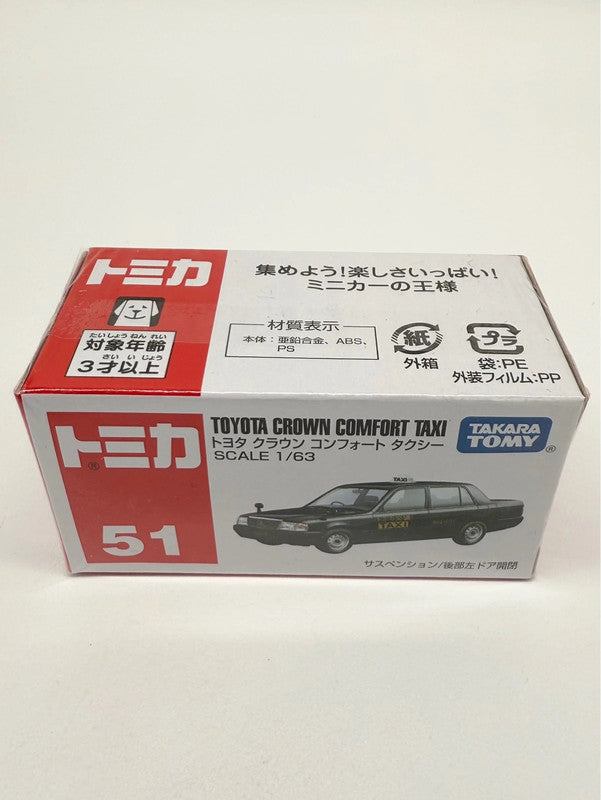 トミカ
集めよう!楽しさいっぱい!
ミニカーの王様
たいしょうねんれい
対象年齢
さいいじょう
3才以上
材質表示
本体:亜鉛合金、ABS、
PS
紙
外箱
プラ
袋:PE
外装フィルム:PP
トミカ®
51
TOYOTA CROWN COMFORT TAXI
トヨタ クラウン コンフォート タクシー
SCALE 1/63
TAKARA
TOMY®
TAXI
TAXI
サスペンション/後部左ドア開閉